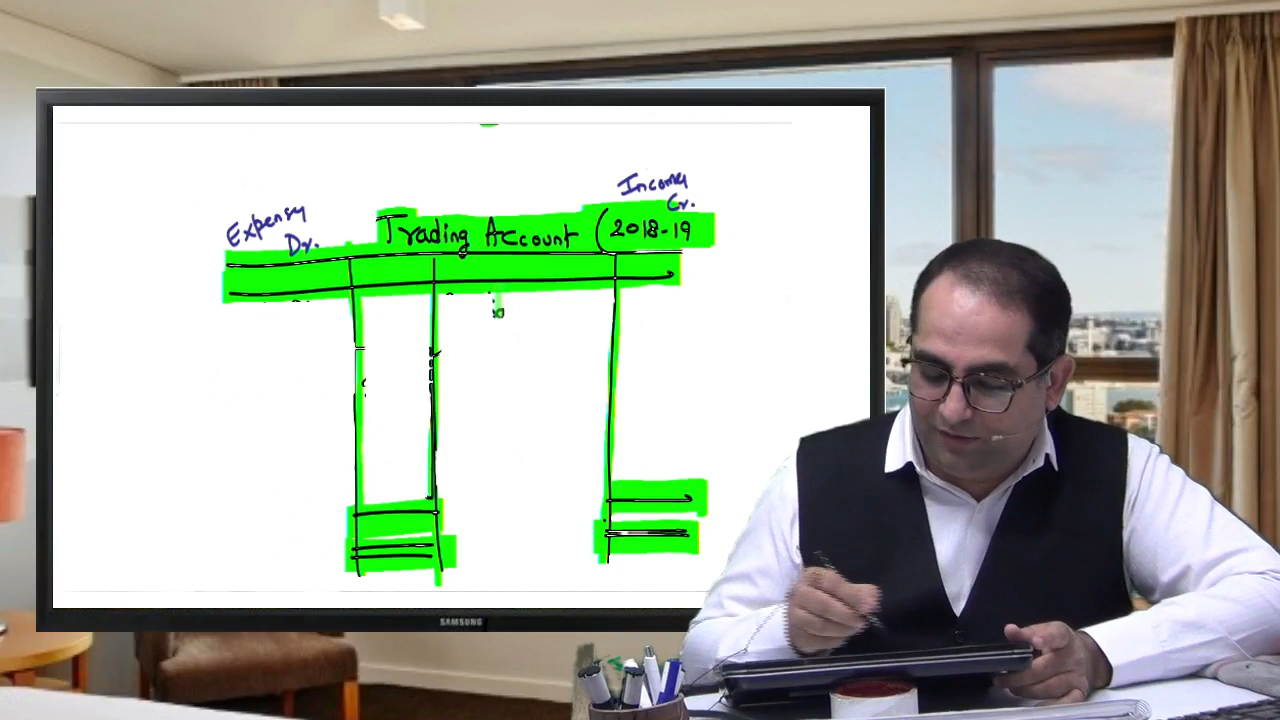 Income
Cr.
Expensy
Dr.
Trading Account (2018-19
SAMSUNG